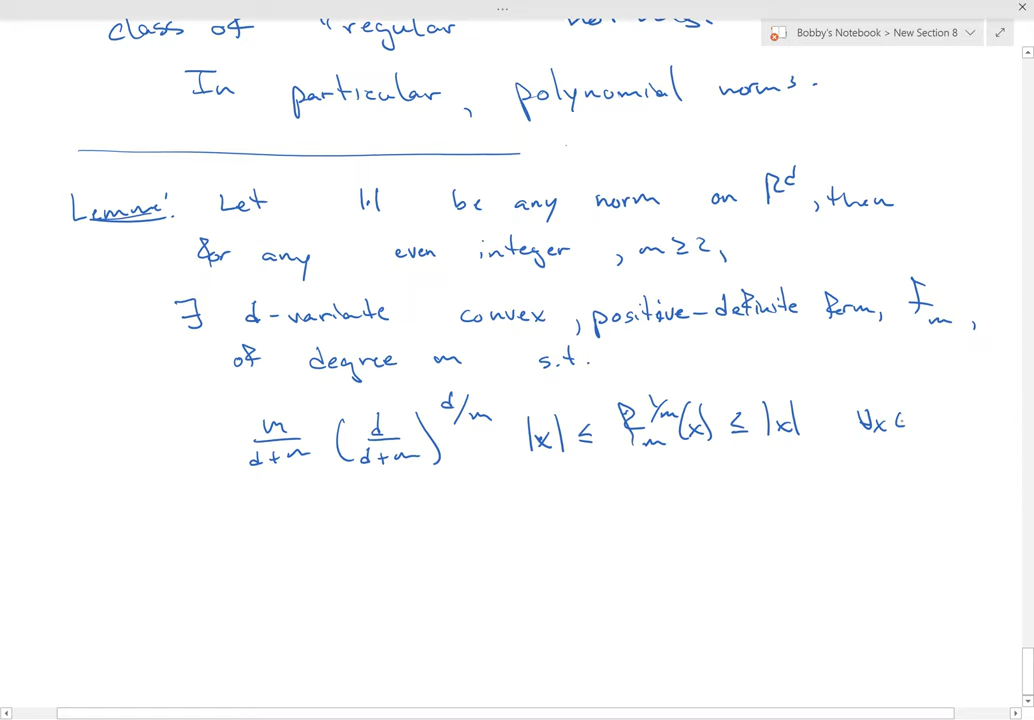 Bobby's Notebook > New Section 8
class of "regular
In particular, polynomial norms.
Lemma: Let |·| be any norm on ℝ^d, then
for any even integer, m ≥ 2,
∃ d-variate convex, positive-definite form, F_m,
of degree m s.t.
m/(d+m) (d/(d+m))^{d/m} |x| ≤ F_m^{1/m}(x) ≤ |x| ∀x ∈